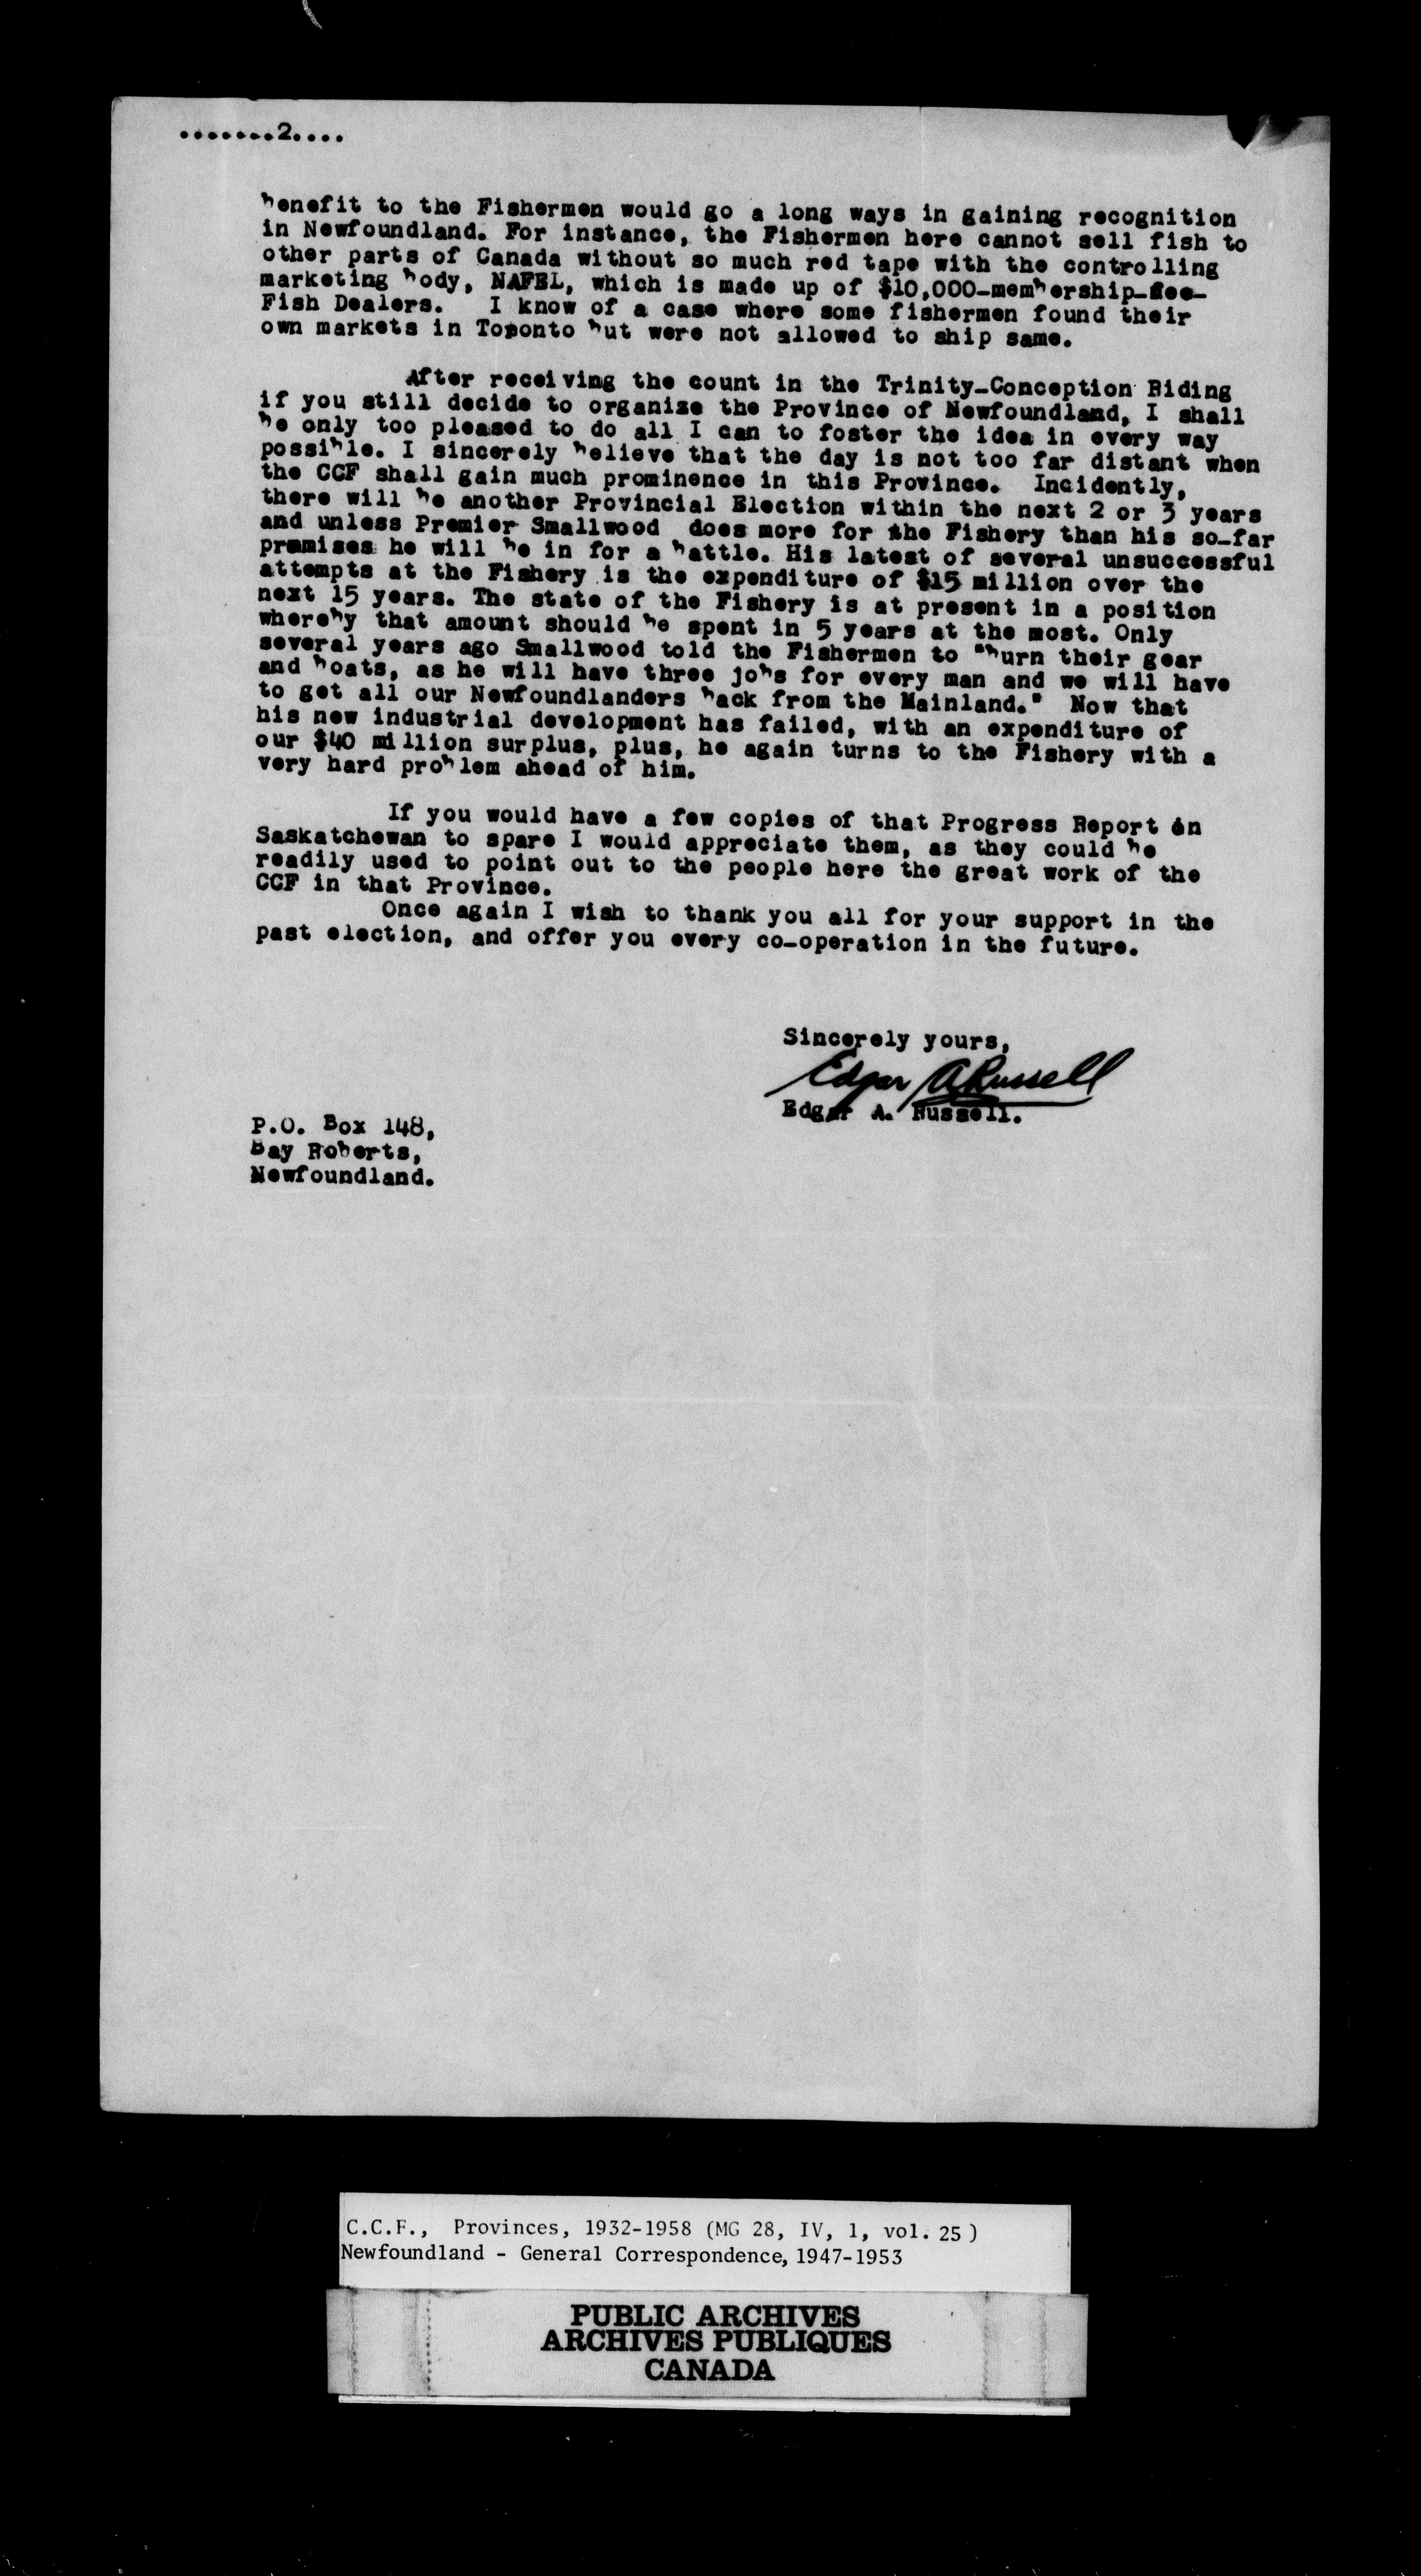 .......2....
benefit to the Fishermen would go a long ways in gaining recognition
in Newfoundland. For instance, the Fishermen here cannot sell fish to
other parts of Canada without so much red tape with the controlling
marketing body, NAFEL, which is made up of $10,000-membership-fee-
Fish Dealers. I know of a case where some fishermen found their
own markets in Toronto but were not allowed to ship same.
After receiving the count in the Trinity-Conception Riding
if you still decide to organize the Province of Newfoundland, I shall
be only too pleased to do all I can to foster the idea in every way
possible. I sincerely believe that the day is not too far distant when
the CCF shall gain much prominence in this Province. Incidently,
there will be another Provincial Election within the next 2 or 3 years
and unless Premier Smallwood does more for the Fishery than his so-far
premises he will be in for a battle. His latest of several unsuccessful
attempts at the Fishery is the expenditure of $15 million over the
next 15 years. The state of the Fishery is at present in a position
whereby that amount should be spent in 5 years at the most. Only
several years ago Smallwood told the Fishermen to "burn their gear
and boats, as he will have three jobs for every man and we will have
to get all our Newfoundlanders back from the Mainland." Now that
his new industrial development has failed, with an expenditure of
our $40 million surplus, plus, he again turns to the Fishery with a
very hard problem ahead of him.
If you would have a few copies of that Progress Report on
Saskatchewan to spare I would appreciate them, as they could be
readily used to point out to the people here the great work of the
CCF in that Province.
Once again I wish to thank you all for your support in the
past election, and offer you every co-operation in the future.
Sincerely yours,
Edgar A Russell
Edgar A. Russell.
P.O. Box 148,
Bay Roberts,
Newfoundland.
C.C.F., Provinces, 1932-1958 (MG 28, IV, 1, vol. 25)
Newfoundland - General Correspondence, 1947-1953
PUBLIC ARCHIVES
ARCHIVES PUBLIQUES
CANADA